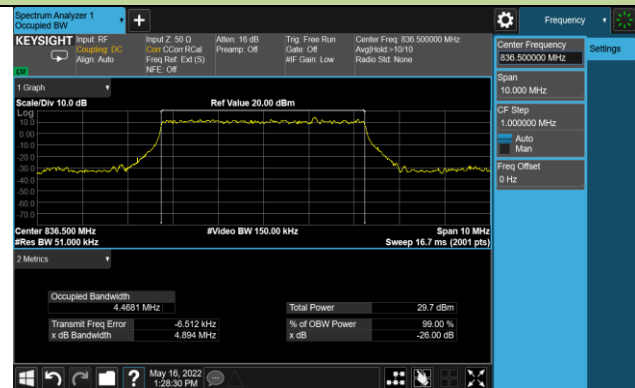 Spectrum Analyzer 1
Occupied BW
Frequency
KEYSIGHT
Input: RF
Coupling: DC
Align: Auto
Input Z: 50 Ω
Corr CCorr RCal
Freq Ref: Ext (S)
NFE: Off
Atten: 16 dB
Preamp: Off
Trig: Free Run
Gate: Off
#IF Gain: Low
Center Freq: 836.500000 MHz
Avg|Hold:>10/10
Radio Std: None
Center Frequency
836.500000 MHz
Settings
Span
10.000 MHz
CF Step
1.000000 MHz
Auto
Man
Freq Offset
0 Hz
1 Graph
Scale/Div 10.0 dB
Ref Value 20.00 dBm
Log
10.0
0.00
-10.0
-20.0
-30.0
-40.0
-50.0
-60.0
-70.0
Center 836.500 MHz
#Video BW 150.00 kHz
Span 10 MHz
#Res BW 51.000 kHz
Sweep 16.7 ms (2001 pts)
2 Metrics
Occupied Bandwidth
4.4681 MHz
Total Power
29.7 dBm
Transmit Freq Error
-6.512 kHz
% of OBW Power
99.00 %
x dB Bandwidth
4.894 MHz
x dB
-26.00 dB
May 16, 2022
1:28:30 PM